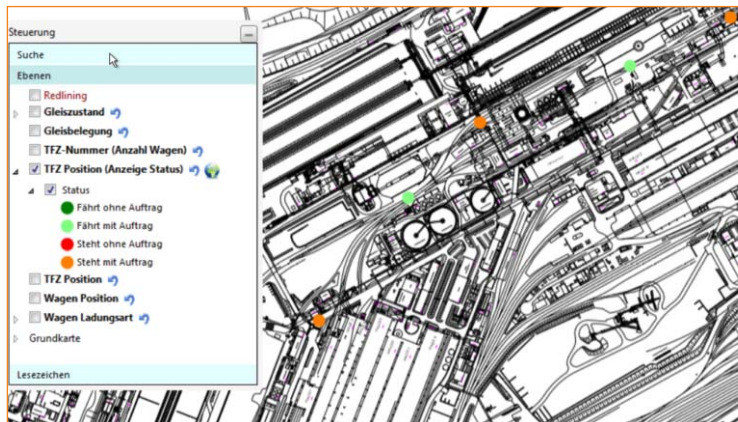 Steuerung
Suche
Ebenen
Redlining
Gleiszustand
Gleisbelegung
TFZ-Nummer (Anzahl Wagen)
TFZ Position (Anzeige Status)
Status
Fährt ohne Auftrag
Fährt mit Auftrag
Steht ohne Auftrag
Steht mit Auftrag
TFZ Position
Wagen Position
Wagen Ladungsart
Grundkarte
Lesezeichen